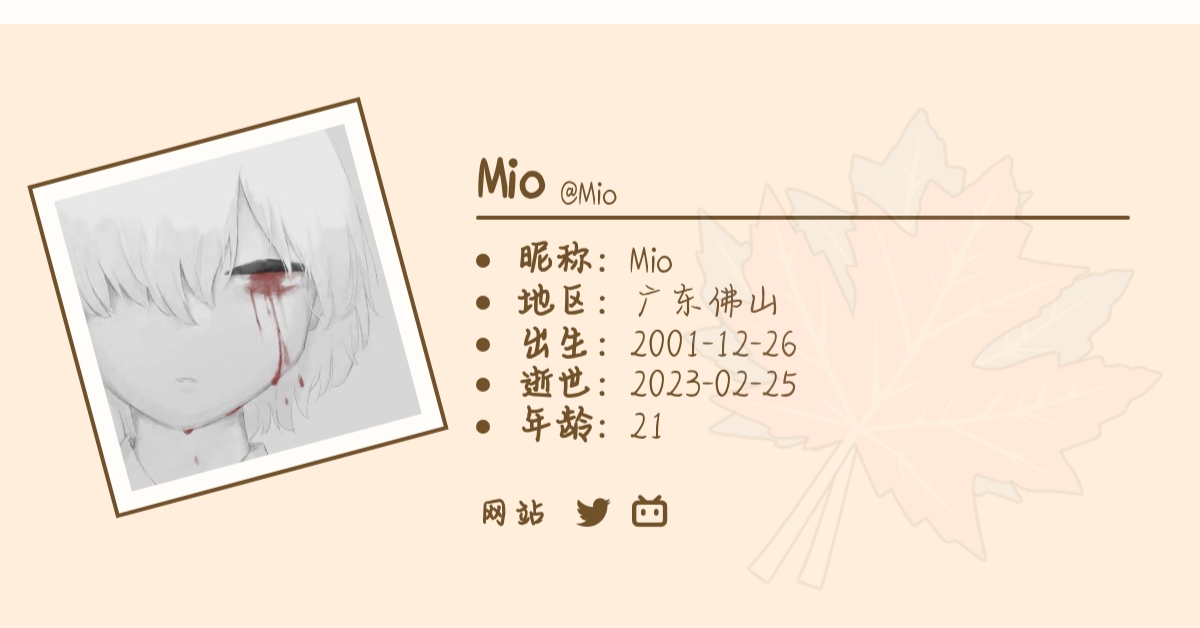 Mio @Mio
昵称： Mio
地区： 广东佛山
出生： 2001-12-26
逝世： 2023-02-25
年龄： 21
网站